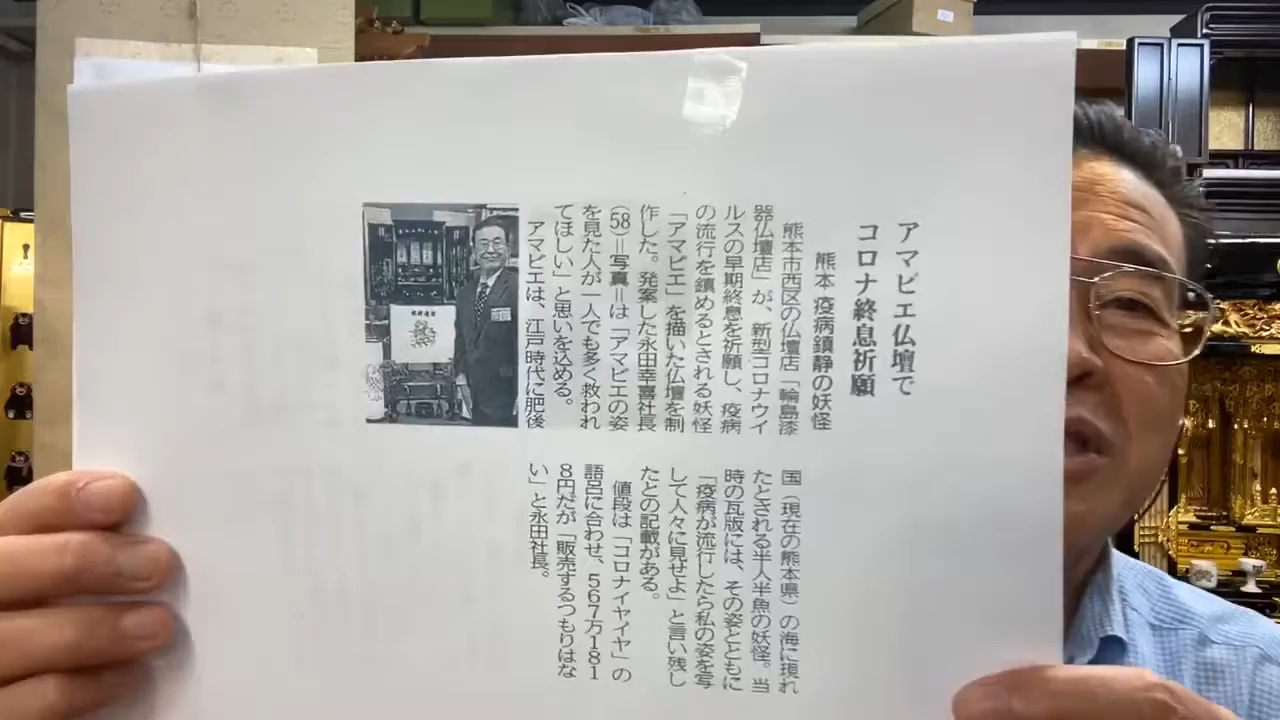 アマビエ仏壇で
コロナ終息祈願
熊本 疫病鎮静の妖怪
熊本市西区の仏壇店「輪島漆
器仏壇店」が、新型コロナウイ
ルスの早期終息を祈願し、疫病
の流行を鎮めるとされる妖怪
「アマビエ」を描いた仏壇を制
作した。発案した永田幸喜社長
（58）＝写真＝は「アマビエの姿
を見た人が一人でも多く救われ
てほしい」と思いを込める。
アマビエは、江戸時代に肥後
国（現在の熊本県）の海に現れ
たとされる半人半魚の妖怪。当
時の瓦版には、その姿とともに
「疫病が流行したら私の姿を写
して人々に見せよ」と言い残し
たとの記載がある。
値段は「コロナイヤイヤ」の
語呂に合わせ、567万181
8円だが「販売するつもりはな
い」と永田社長。